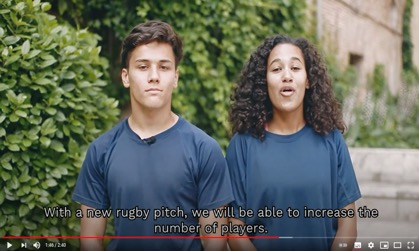 With a new rugby pitch, we will be able to increase the
number of players.
1:46 / 2:40